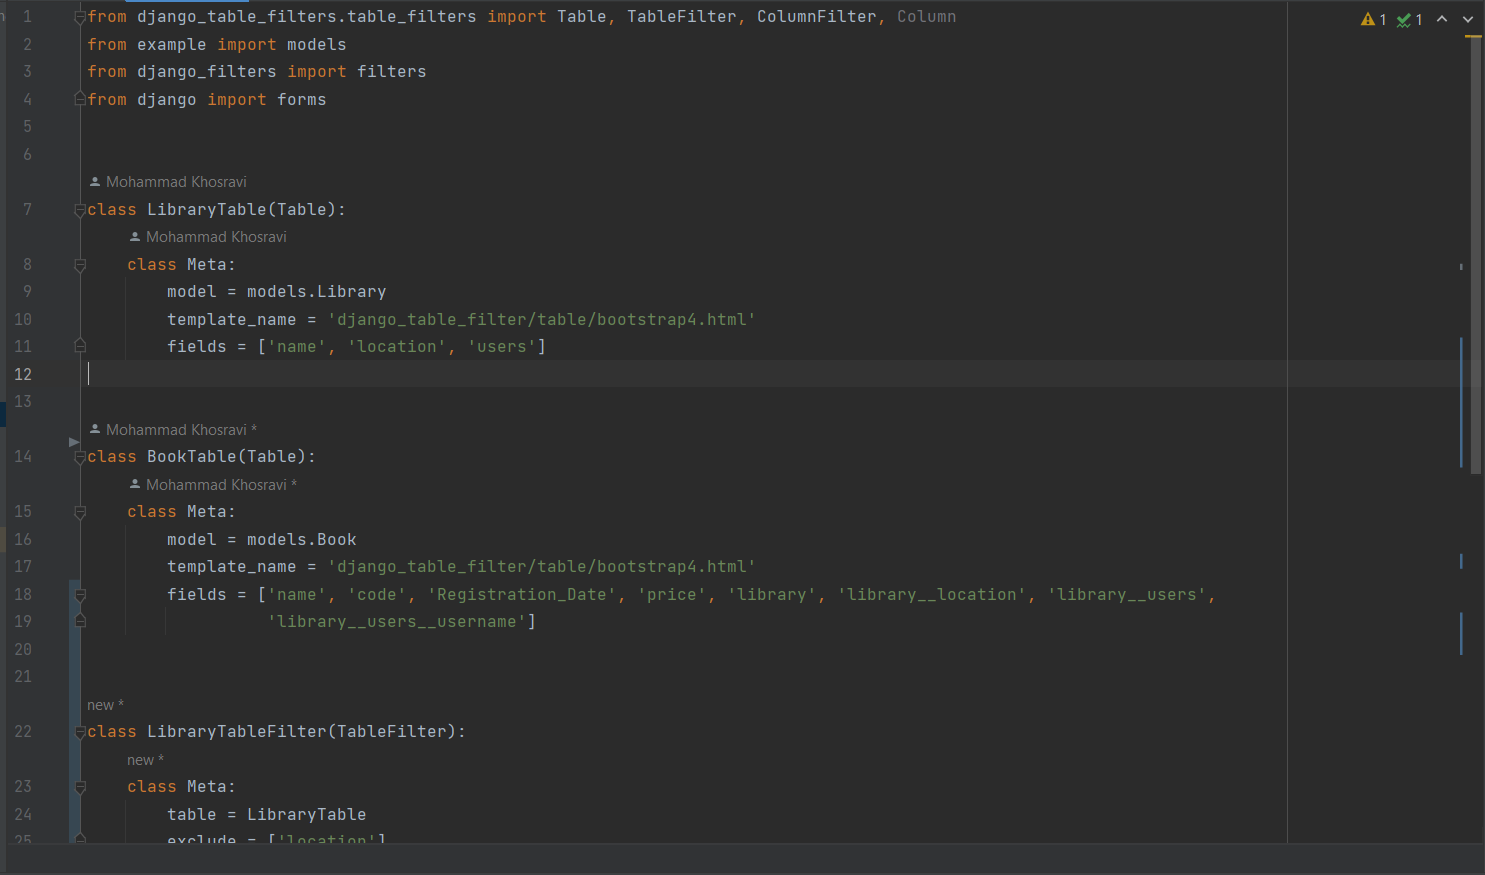 1 from django_table_filters.table_filters import Table, TableFilter, ColumnFilter, Column
1 1
2 from example import models
3 from django_filters import filters
4 from django import forms
5
6
Mohammad Khosravi
7 class LibraryTable(Table):
Mohammad Khosravi
8 class Meta:
9 model = models.Library
10 template_name = 'django_table_filter/table/bootstrap4.html'
11 fields = ['name', 'location', 'users']
12
13
Mohammad Khosravi *
14 class BookTable(Table):
Mohammad Khosravi *
15 class Meta:
16 model = models.Book
17 template_name = 'django_table_filter/table/bootstrap4.html'
18 fields = ['name', 'code', 'Registration_Date', 'price', 'library', 'library__location', 'library__users',
19 'library__users__username']
20
21
new *
22 class LibraryTableFilter(TableFilter):
new *
23 class Meta:
24 table = LibraryTable
25 exclude = ['location']